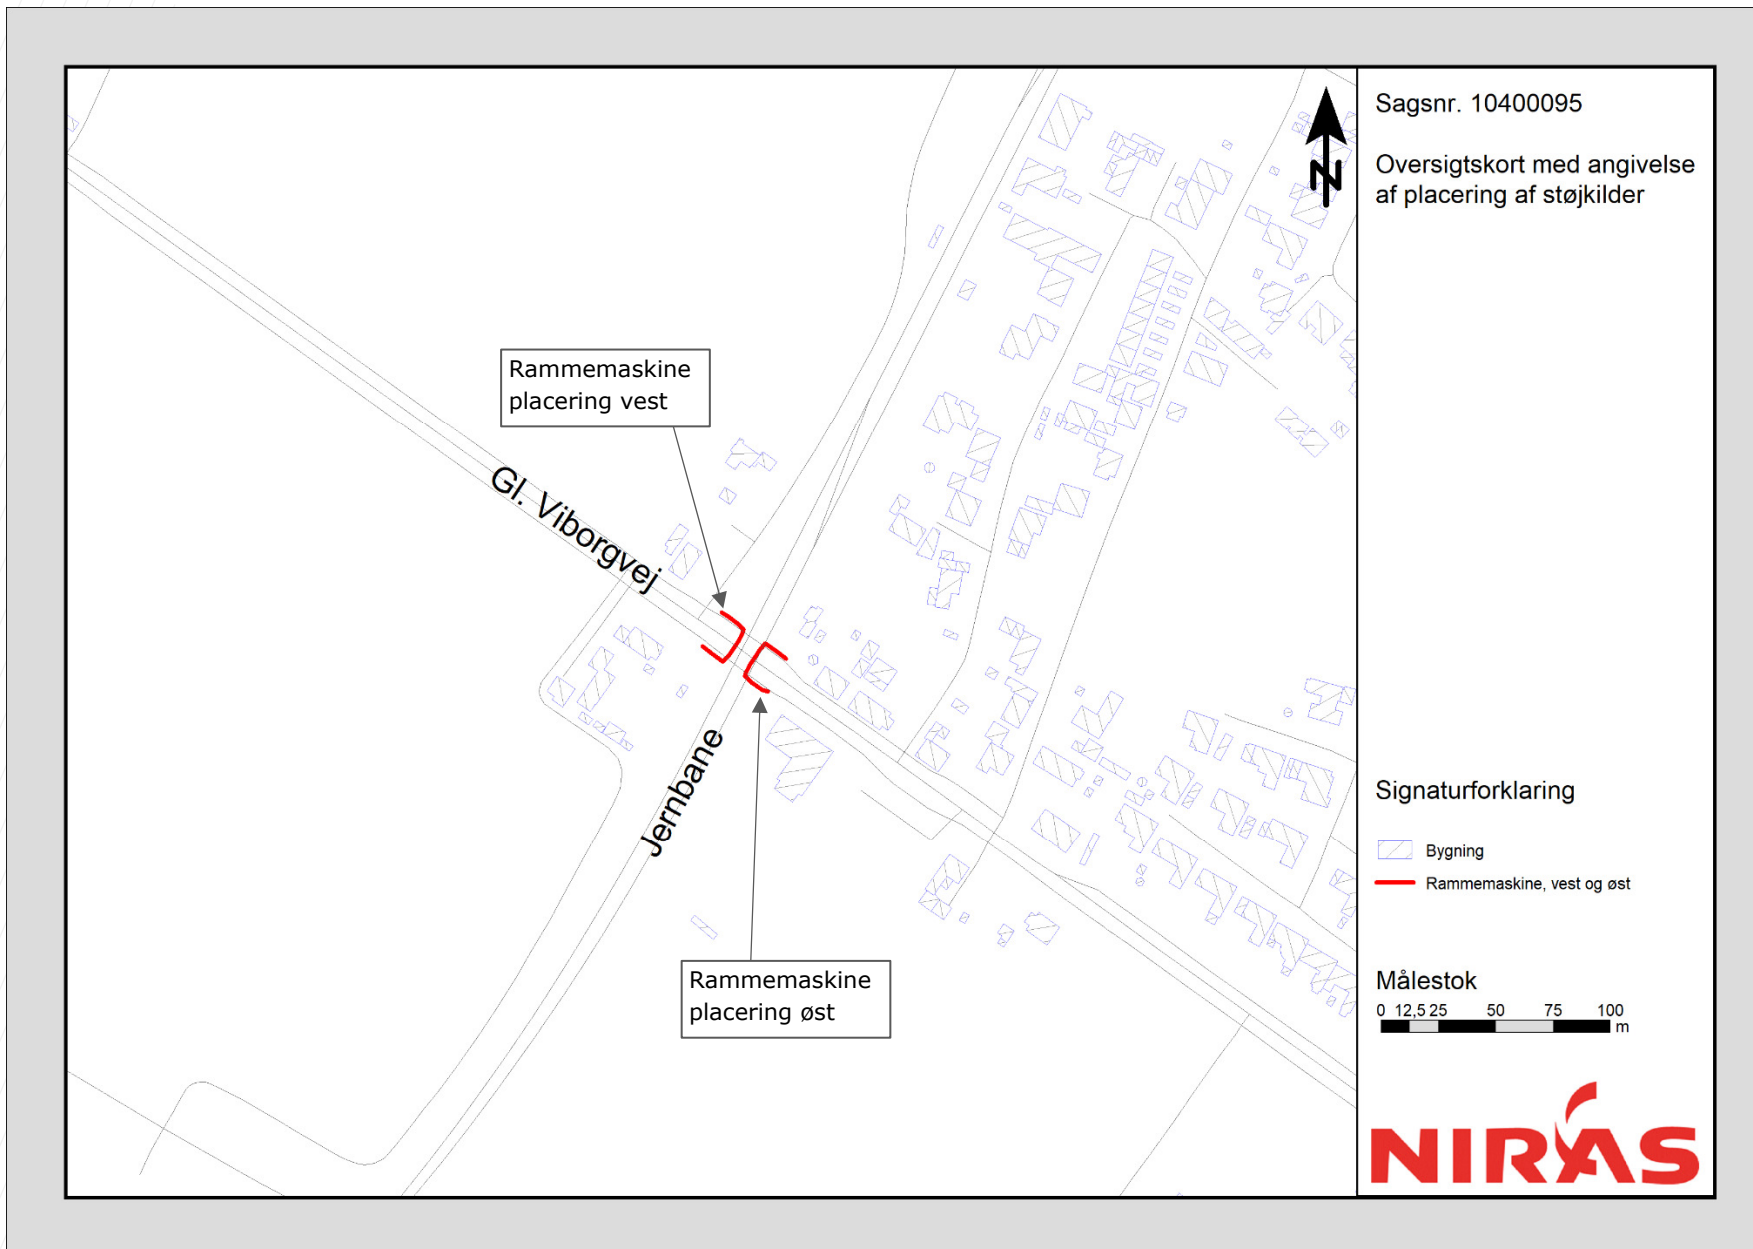 Sagsnr. 10400095
Oversigtskort med angivelse
af placering af støjkilder
N
Rammemaskine
placering vest
Gl. Viborgvej
Jernbane
Rammemaskine
placering øst
Signaturforklaring
Bygning
Rammemaskine, vest og øst
Målestok
0 12,5 25 50 75 100
m
NIRAS